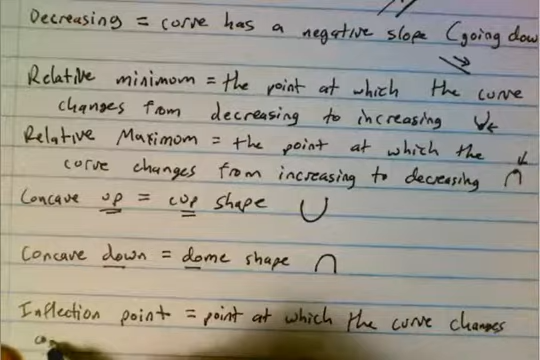 Decreasing = curve has a negative slope (going dow
Relative minimum = the point at which the curve
changes from decreasing to increasing
Relative Maximum = the point at which the
curve changes from increasing to decreasing
Concave up = cup shape
Concave down = dome shape
Inflection point = point at which the curve changes